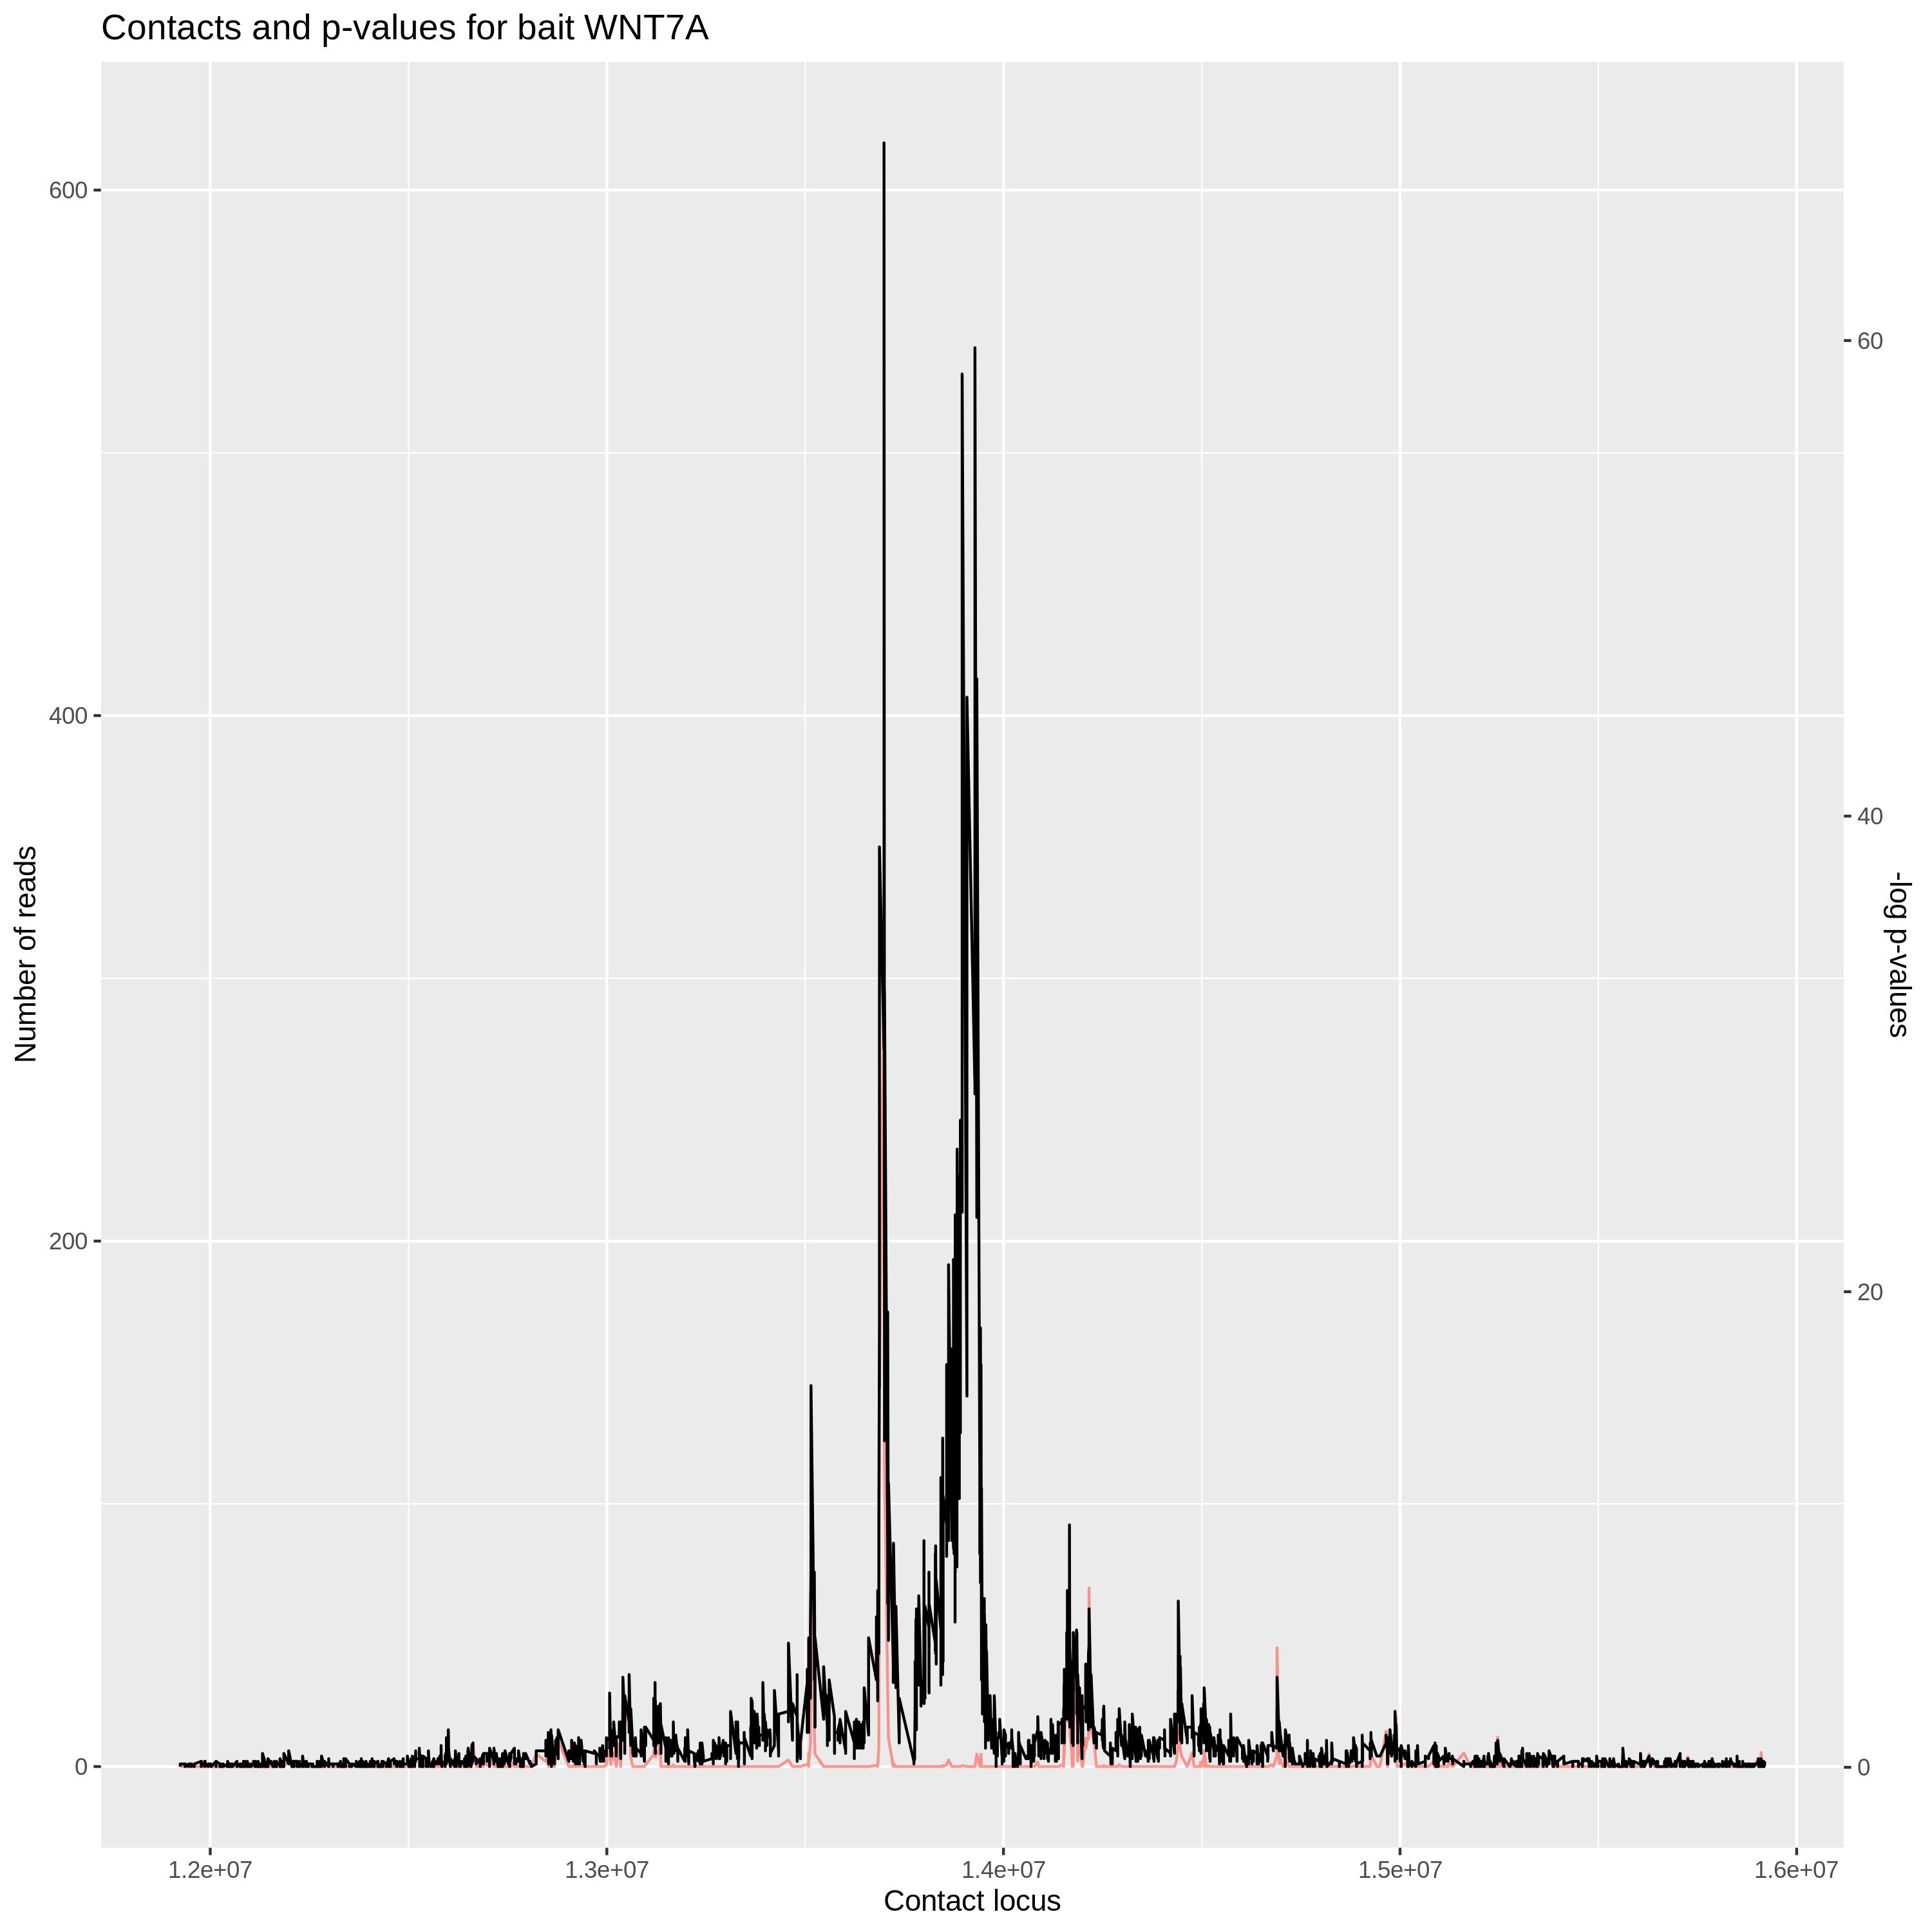 Contacts and p-values for bait WNT7A
600
400
200
0
Number of reads
60
40
20
0
-log p-values
1.2e+07
1.3e+07
1.4e+07
1.5e+07
1.6e+07
Contact locus